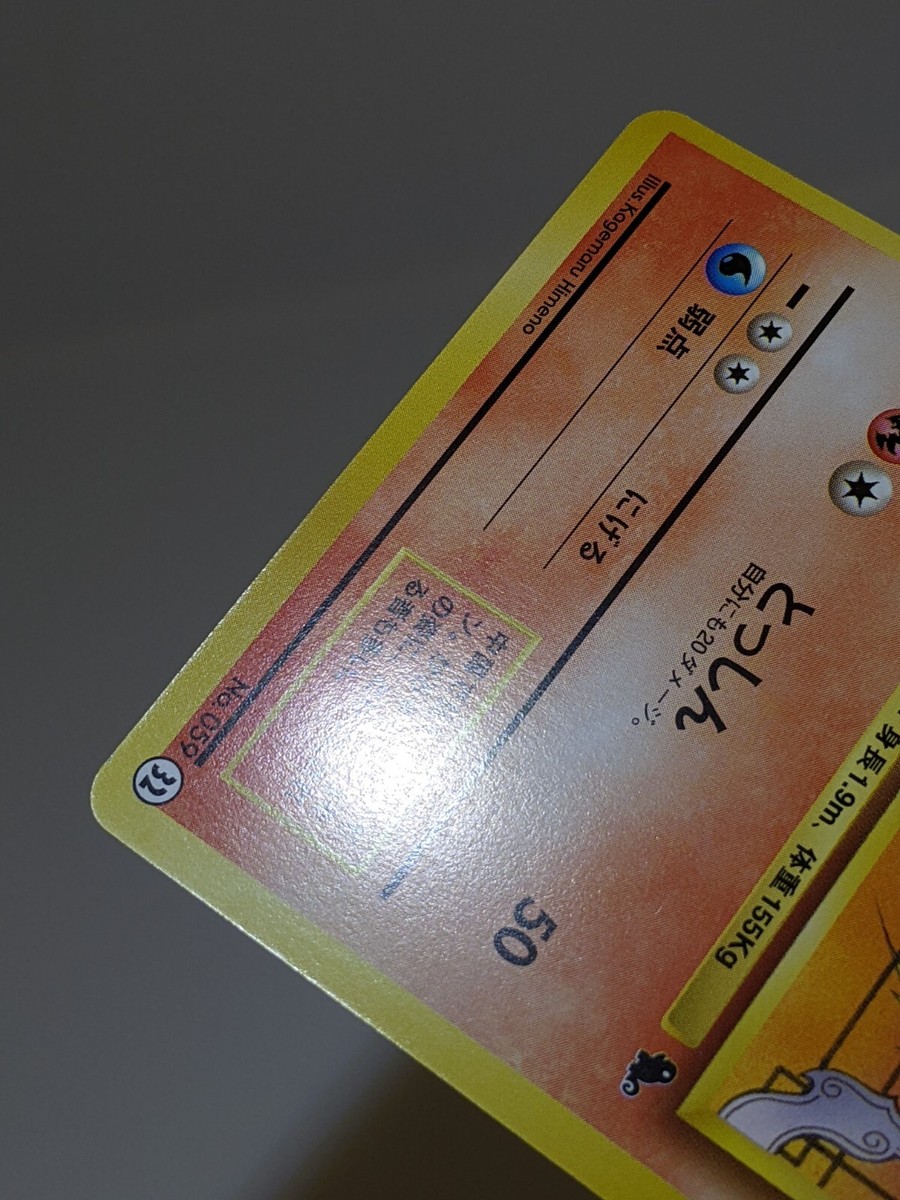 身長1.9m、体重155Kg
とっしん
50
自分にも20ダメージ。
弱点
にげる
Illus.Kagemaru Himeno
No. 059
32